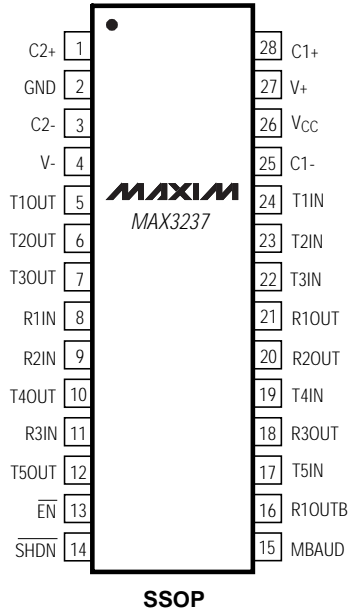 C2+ 1 28 C1+
GND 2 27 V+
C2- 3 26 VCC
V- 4 25 C1-
MAXIM
T1OUT 5 24 T1IN
MAX3237
T2OUT 6 23 T2IN
T3OUT 7 22 T3IN
R1IN 8 21 R1OUT
R2IN 9 20 R2OUT
T4OUT 10 19 T4IN
R3IN 11 18 R3OUT
T5OUT 12 17 T5IN
EN 13 16 R1OUTB
SHDN 14 15 MBAUD
SSOP